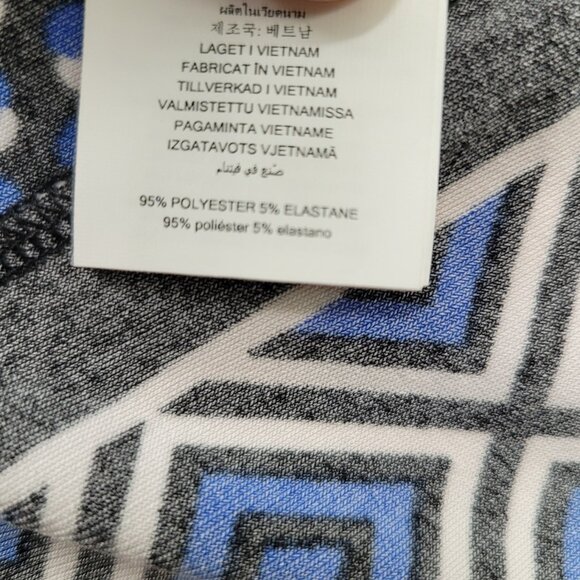 ผลิตในเวียดนาม
제조국: 베트남
LAGET I VIETNAM
FABRICAT ÎN VIETNAM
TILLVERKAD I VIETNAM
VALMISTETTU VIETNAMISSA
PAGAMINTA VIETNAME
IZGATAVOTS VJETNAMĀ
صنع في فيتنام
95% POLYESTER 5% ELASTANE
95% poliéster 5% elastano